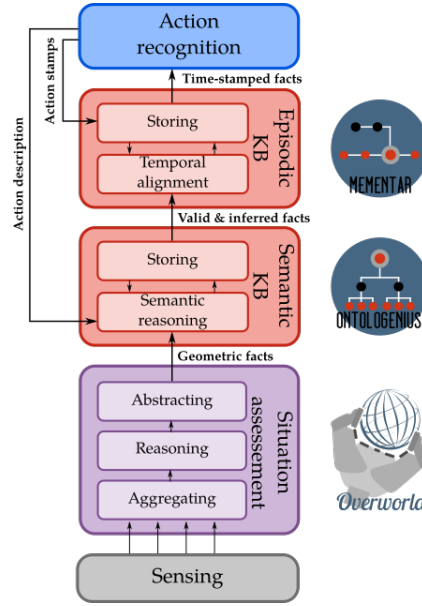 Action
recognition
Time-stamped facts
Action stamps
Action description
Storing
Temporal
alignment
Episodic
KB
MEMENTAR
Valid & inferred facts
Storing
Semantic
reasoning
Semantic
KB
ONTOLOGENIUS
Geometric facts
Abstracting
Reasoning
Aggregating
Situation
assessement
Overworld
Sensing